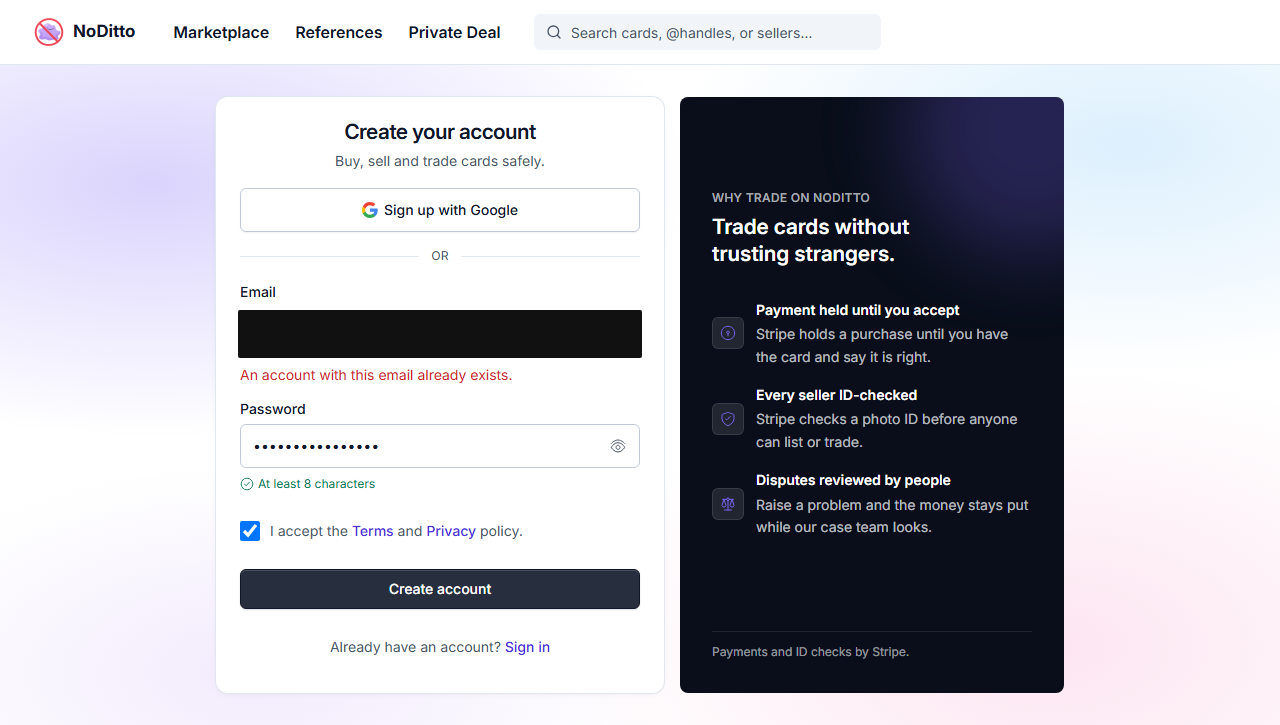 NoDitto
Marketplace
References
Private Deal
Search cards, @handles, or sellers...
Create your account
Buy, sell and trade cards safely.
Sign up with Google
OR
Email
An account with this email already exists.
Password
••••••••••••••••
At least 8 characters
I accept the Terms and Privacy policy.
Create account
Already have an account? Sign in
WHY TRADE ON NODITTO
Trade cards without
trusting strangers.
Payment held until you accept
Stripe holds a purchase until you have
the card and say it is right.
Every seller ID-checked
Stripe checks a photo ID before anyone
can list or trade.
Disputes reviewed by people
Raise a problem and the money stays put
while our case team looks.
Payments and ID checks by Stripe.